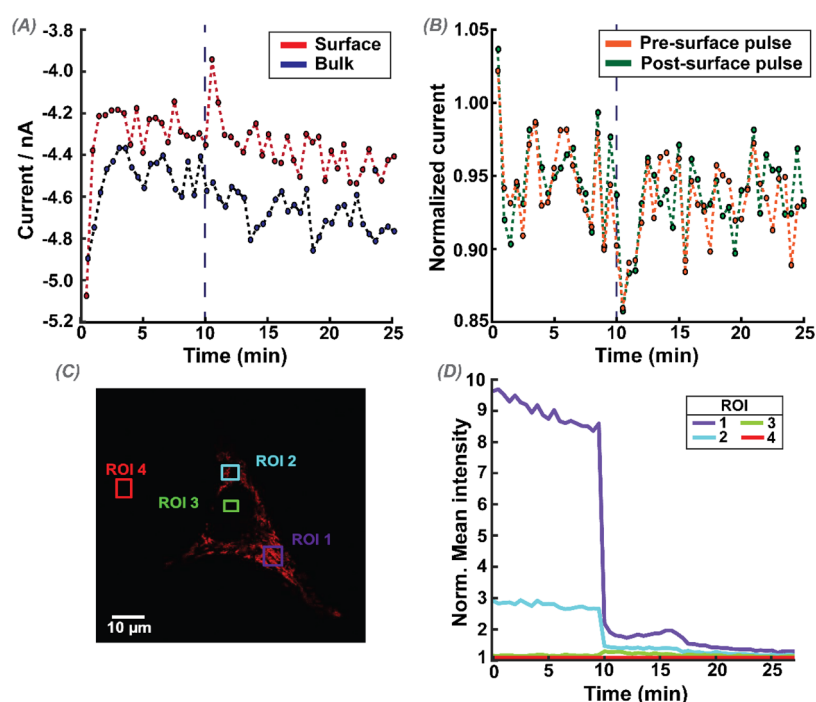 (A)
-3.8
-4.0
-4.2
-4.4
-4.6
-4.8
-5.0
-5.2
Current / nA
0 5 10 15 20 25
Time (min)
Surface
Bulk
(B)
1.05
1.00
0.95
0.90
0.85
Normalized current
0 5 10 15 20 25
Time (min)
Pre-surface pulse
Post-surface pulse
(C)
ROI 4
ROI 2
ROI 3
ROI 1
10 µm
(D)
10
9
8
7
6
5
4
3
2
1
Norm. Mean intensity
0 5 10 15 20 25
Time (min)
ROI
1 3
2 4